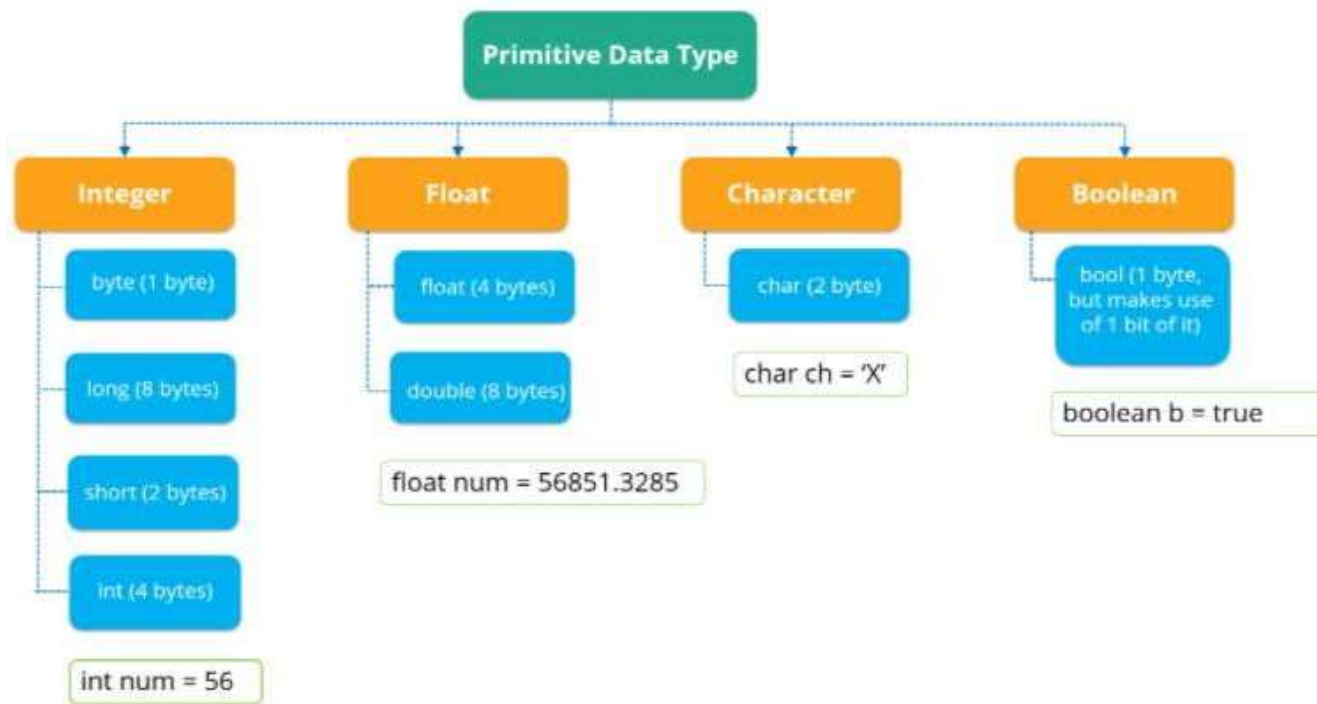 Primitive Data Type
Integer
Float
Character
Boolean
byte (1 byte)
long (8 bytes)
short (2 bytes)
int (4 bytes)
int num = 56
float (4 bytes)
double (8 bytes)
float num = 56851.3285
char (2 byte)
char ch = ‘X’
bool (1 byte,
but makes use
of 1 bit of it)
boolean b = true